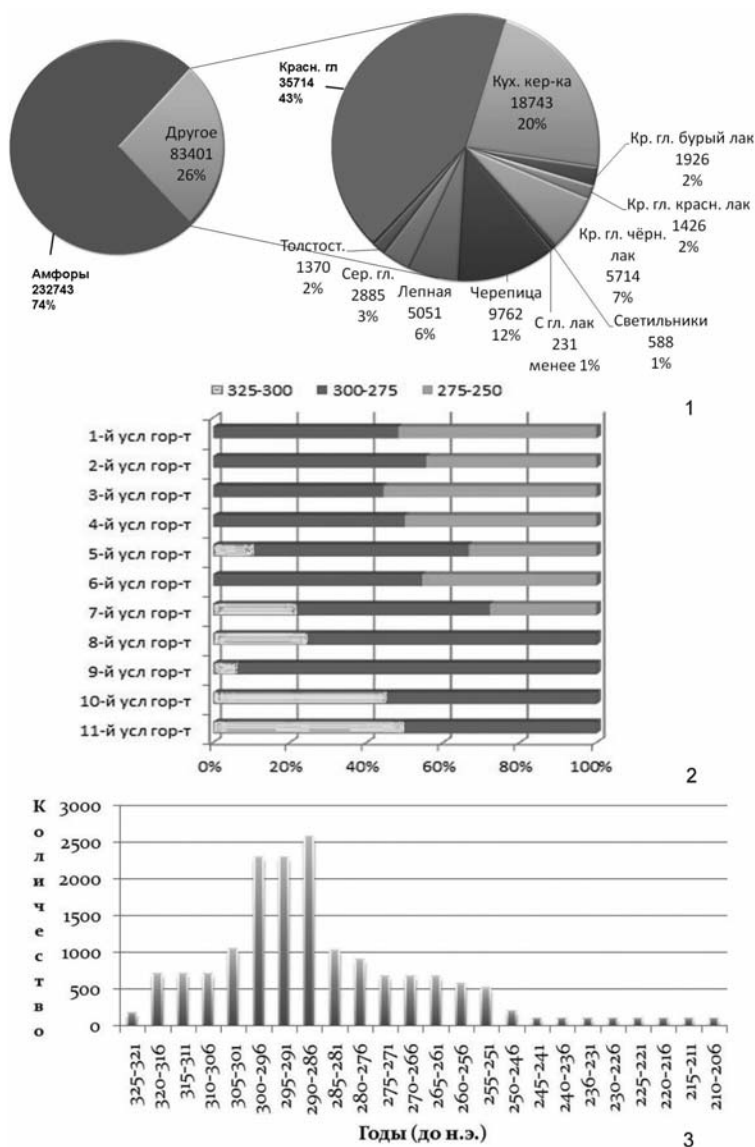 Другое
83401
26%
Амфоры
232743
74%
Красн. гл
35714
43%
Кух. кер-ка
18743
20%
Кр. гл. бурый лак
1926
2%
Кр. гл. красн. лак
1426
2%
Кр. гл. чёрн.
лак
5714
7%
Светильники
588
1%
С гл. лак
231
менее 1%
Черепица
9762
12%
Лепная
5051
6%
Сер. гл.
2885
3%
Толстост.
1370
2%
1
325-300 300-275 275-250
1-й усл гор-т
2-й усл гор-т
3-й усл гор-т
4-й усл гор-т
5-й усл гор-т
6-й усл гор-т
7-й усл гор-т
8-й усл гор-т
9-й усл гор-т
10-й усл гор-т
11-й усл гор-т
0% 20% 40% 60% 80% 100%
2
Колличество
3000
2500
2000
1500
1000
500
0
325-321
320-316
315-311
310-306
305-301
300-296
295-291
290-286
285-281
280-276
275-271
270-266
265-261
260-256
255-251
250-246
245-241
240-236
236-231
230-226
225-221
220-216
215-211
210-206
Годы (до н.э.)
3